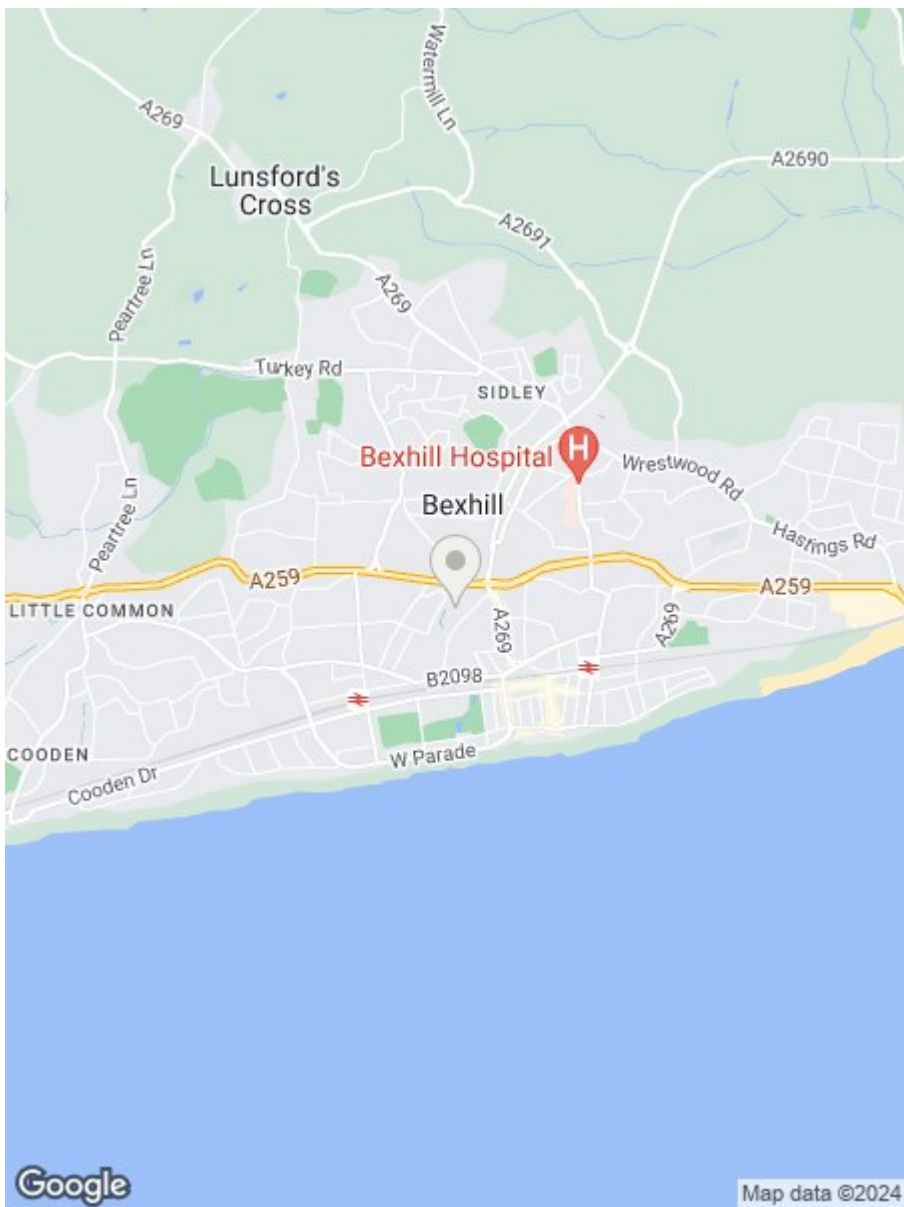 Watermill Ln
A269
A2690
Lunsford's
Cross
A2691
Peartree Ln
A269
Turkey Rd
SIDLEY
Bexhill Hospital
H
Wrestwood Rd
Bexhill
Peartree Ln
Hastings Rd
A259
A259
LITTLE COMMON
A269
A269
B2098
COODEN
W Parade
Cooden Dr
Google
Map data ©2024